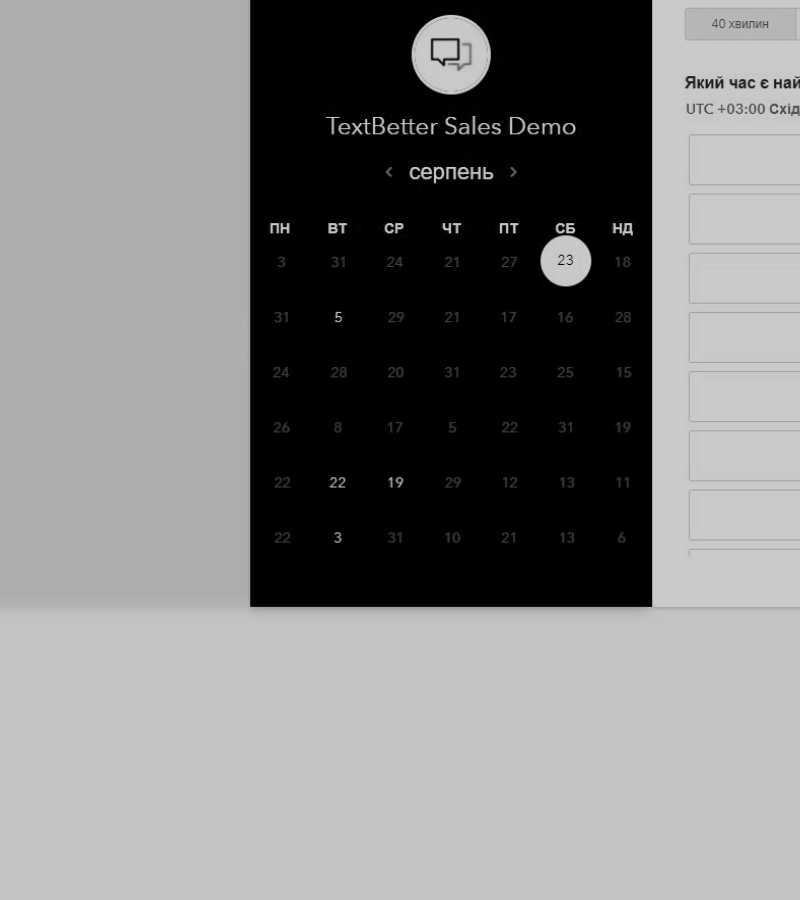 40 хвилин
TextBetter Sales Demo
серпень
Який час є най
UTC +03:00 Схід
ПН ВТ СР ЧТ ПТ СБ НД
3 31 24 21 27 23 18
31 5 29 21 17 16 28
24 28 20 31 23 25 15
26 8 17 5 22 31 19
22 22 19 29 12 13 11
22 3 31 10 21 13 6